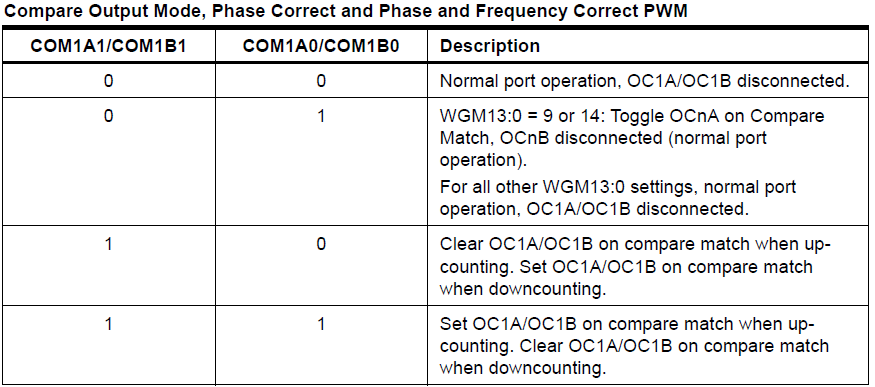 Compare Output Mode, Phase Correct and Phase and Frequency Correct PWM
COM1A1/COM1B1 COM1A0/COM1B0 Description
0 0 Normal port operation, OC1A/OC1B disconnected.
0 1 WGM13:0 = 9 or 14: Toggle OCnA on Compare
Match, OCnB disconnected (normal port
operation).
For all other WGM13:0 settings, normal port
operation, OC1A/OC1B disconnected.
1 0 Clear OC1A/OC1B on compare match when up-
counting. Set OC1A/OC1B on compare match
when downcounting.
1 1 Set OC1A/OC1B on compare match when up-
counting. Clear OC1A/OC1B on compare match
when downcounting.